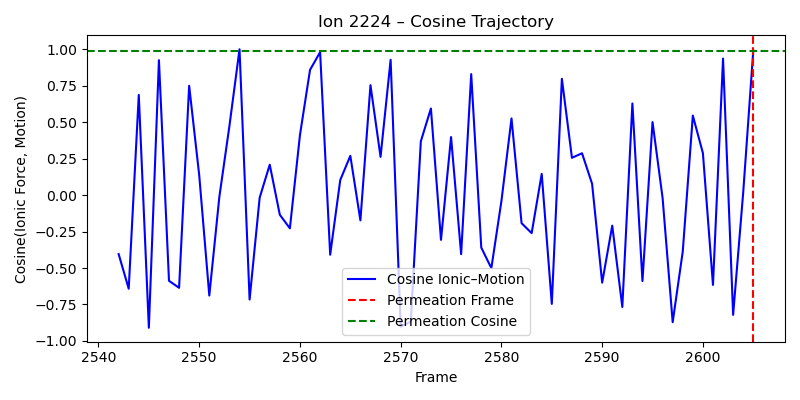 Ion 2224 – Cosine Trajectory
Cosine(Ionic Force, Motion)
1.00
0.75
0.50
0.25
0.00
−0.25
−0.50
−0.75
−1.00
Cosine Ionic–Motion
Permeation Frame
Permeation Cosine
2540
2550
2560
2570
2580
2590
2600
Frame